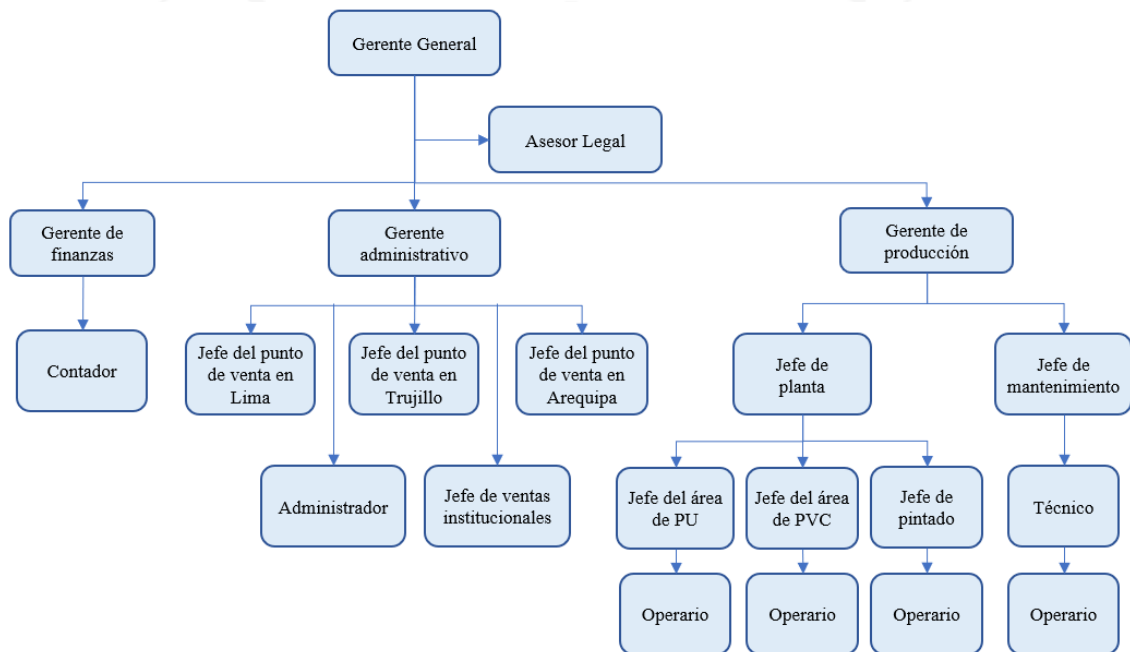 Gerente General
Asesor Legal
Gerente de
finanzas
Gerente
administrativo
Gerente de
producción
Contador
Jefe del punto
de venta en
Lima
Jefe del punto
de venta en
Trujillo
Jefe del punto
de venta en
Arequipa
Jefe de
planta
Jefe de
mantenimiento
Administrador
Jefe de ventas
institucionales
Jefe del área
de PU
Jefe del área
de PVC
Jefe de
pintado
Técnico
Operario
Operario
Operario
Operario